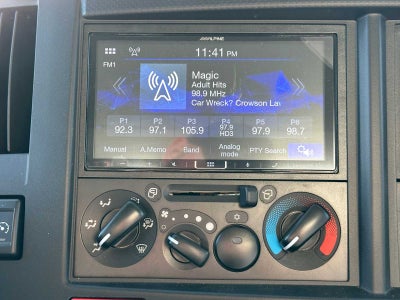 ALPINE
11:41 PM
FM1
Magic
Adult Hits
98.9 MHz
Car Wreck? Crowson Law
P1 P2 P3 P4 P5 P6
92.3 97.1 105.9 97.9 HD3 97.9 98.7
Manual A.Memo Band Analog mode PTY Search